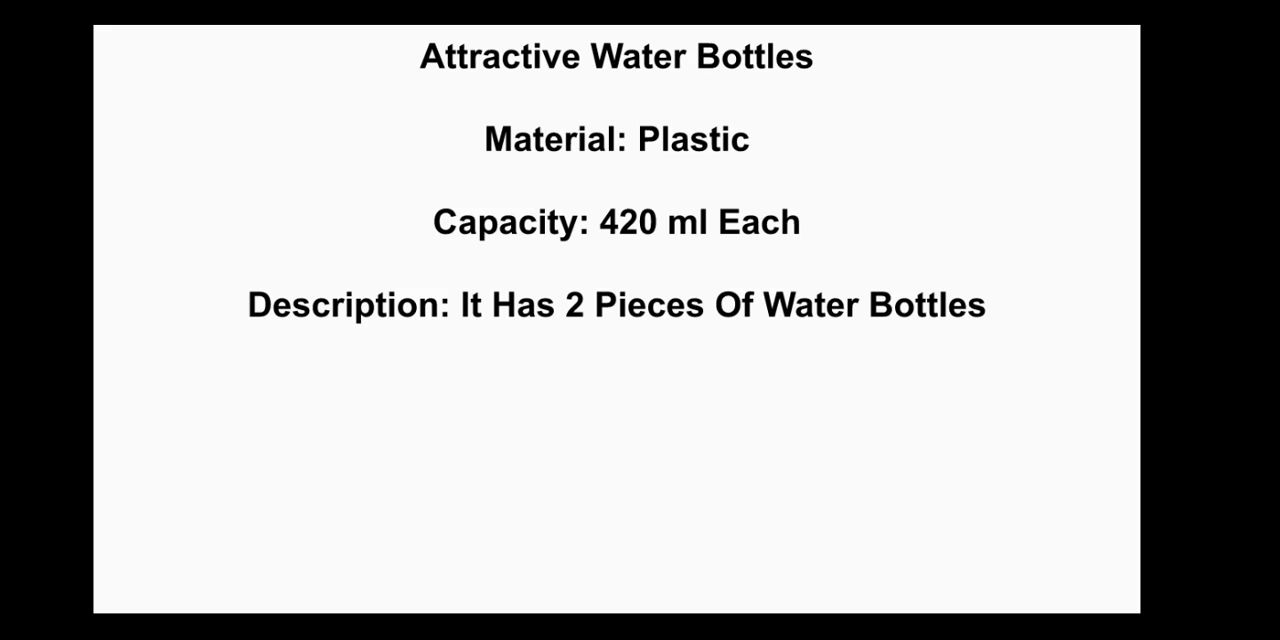 Attractive Water Bottles
Material: Plastic
Capacity: 420 ml Each
Description: It Has 2 Pieces Of Water Bottles